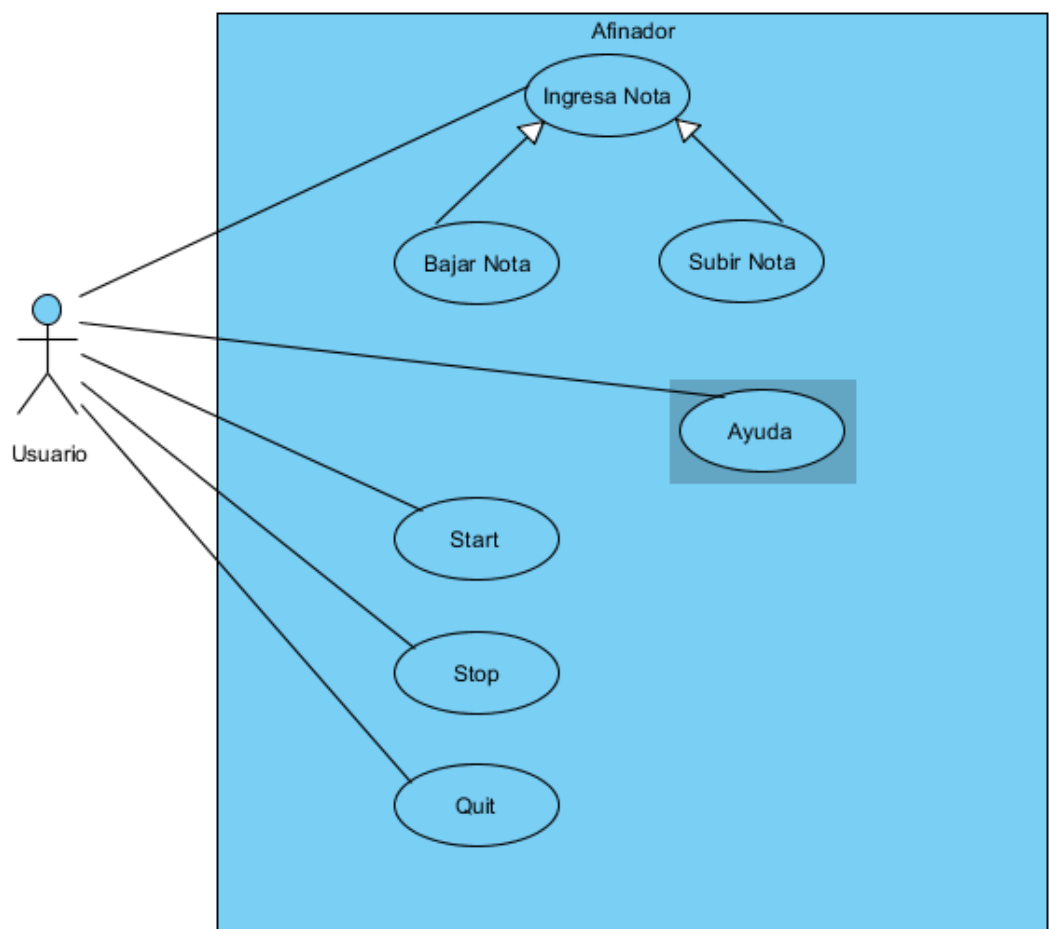 Afinador
Ingresa Nota
Bajar Nota
Subir Nota
Usuario
Ayuda
Start
Stop
Quit